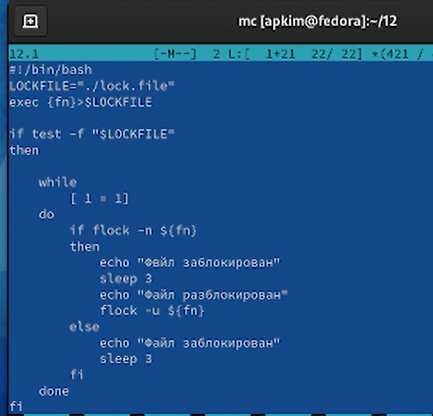 mc [apkim@fedora]:~/12
12.1 [-M--] 2 L:[ 1+21 22/ 22] *(421 /
#!/bin/bash
LOCKFILE="./lock.file"
exec {fn}>$LOCKFILE
if test -f "$LOCKFILE"
then
while
[ 1 = 1]
do
if flock -n ${fn}
then
echo "Фвйл заблокирован"
sleep 3
echo "Файл разблокирован"
flock -u ${fn}
else
echo "Файл заблокирован"
sleep 3
fi
done
fi